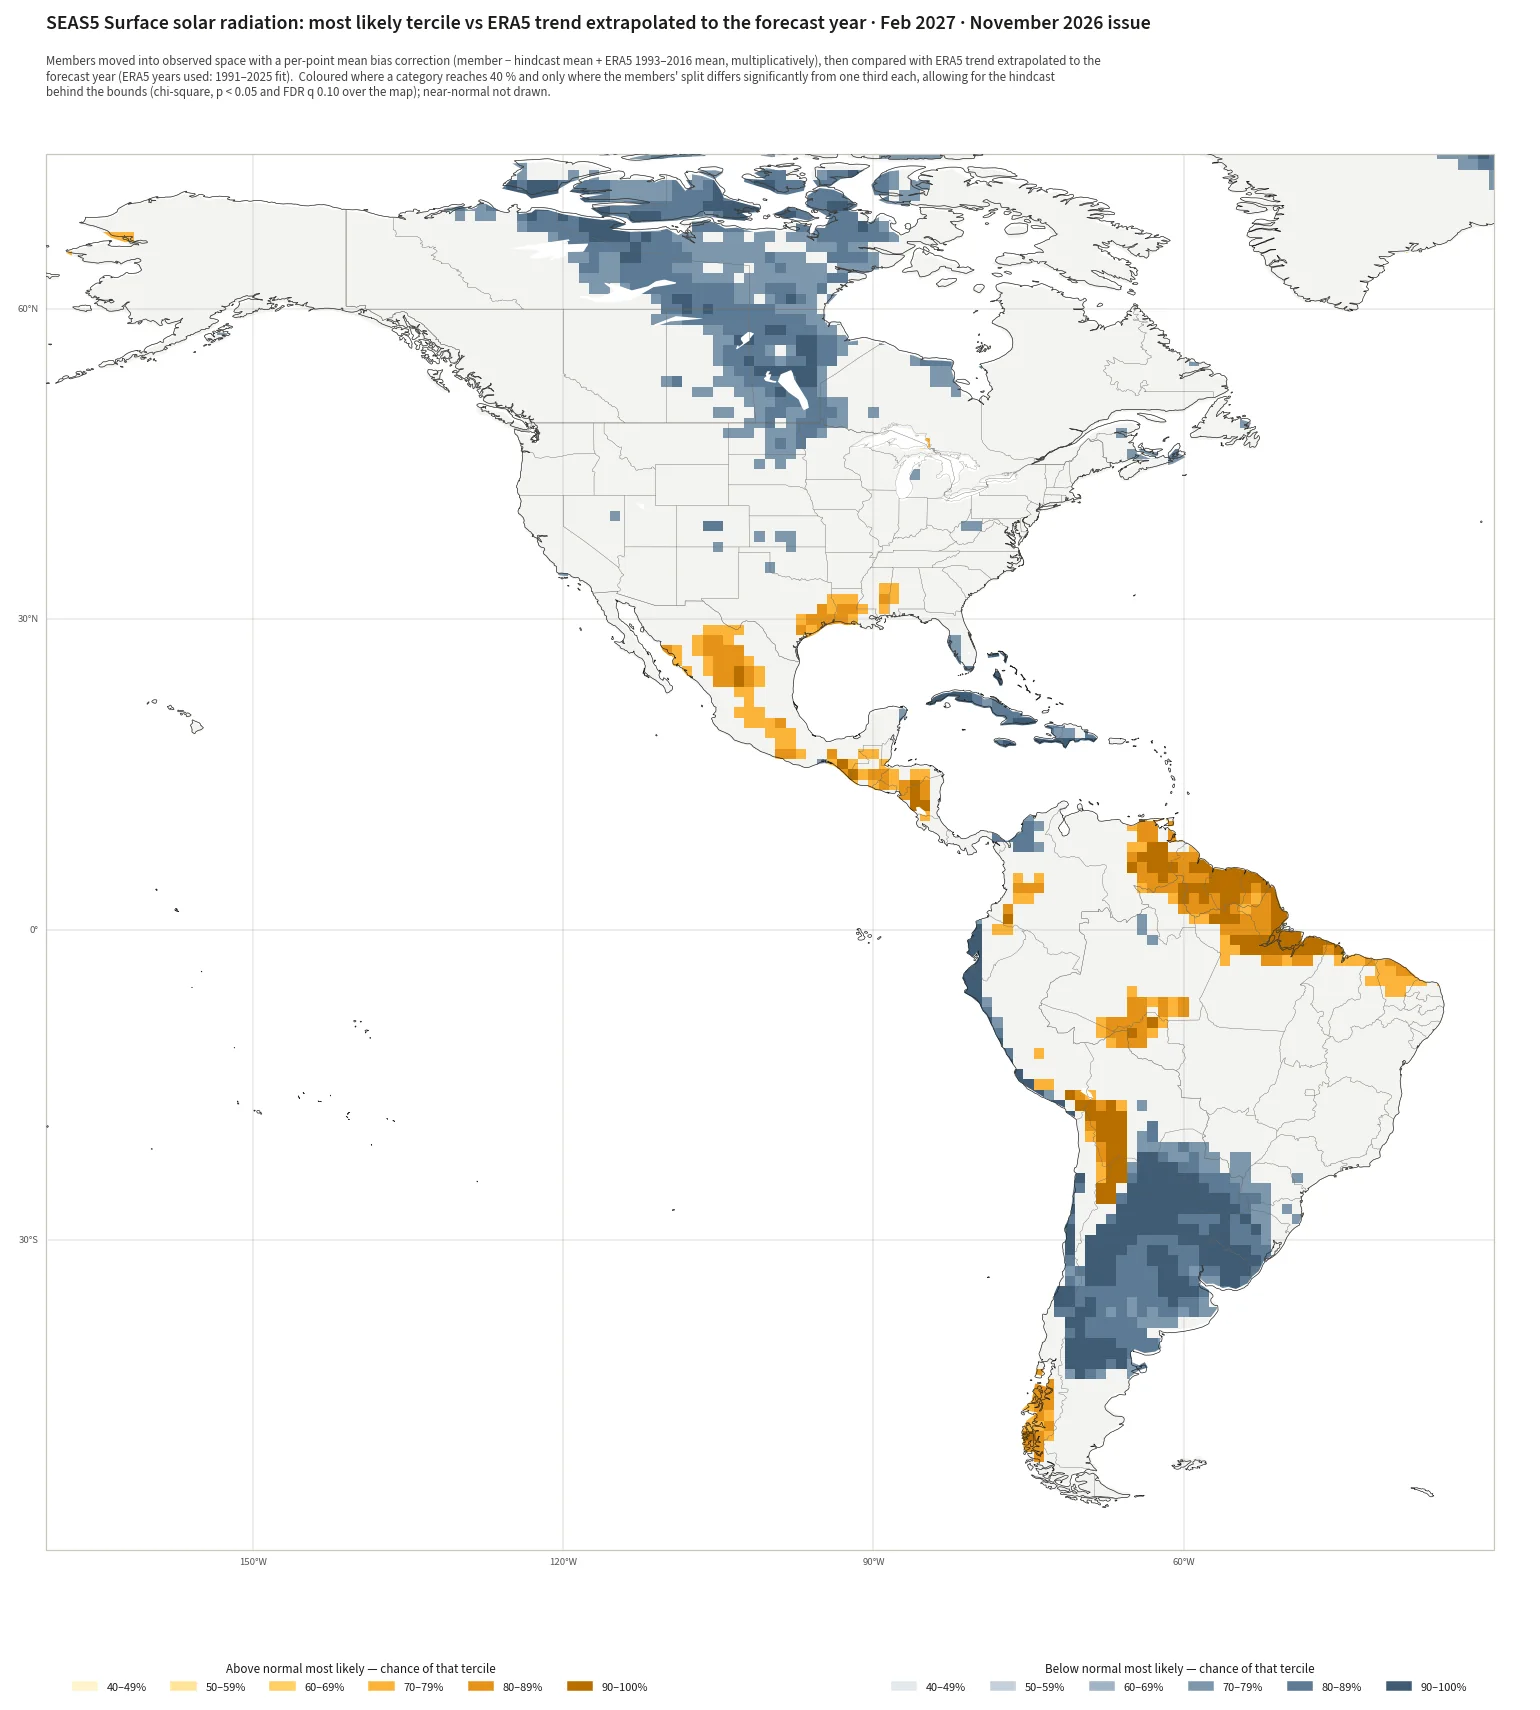 SEAS5 Surface solar radiation: most likely tercile vs ERA5 trend extrapolated to the forecast year · Feb 2027 · November 2026 issue
Members moved into observed space with a per-point mean bias correction (member − hindcast mean + ERA5 1993–2016 mean, multiplicatively), then compared with ERA5 trend extrapolated to the
forecast year (ERA5 years used: 1991–2025 fit). Coloured where a category reaches 40 % and only where the members' split differs significantly from one third each, allowing for the hindcast
behind the bounds (chi-square, p < 0.05 and FDR q 0.10 over the map); near-normal not drawn.
60°N
30°N
0°
30°S
150°W 120°W 90°W 60°W
Above normal most likely — chance of that tercile
40–49% 50–59% 60–69% 70–79% 80–89% 90–100%
Below normal most likely — chance of that tercile
40–49% 50–59% 60–69% 70–79% 80–89% 90–100%